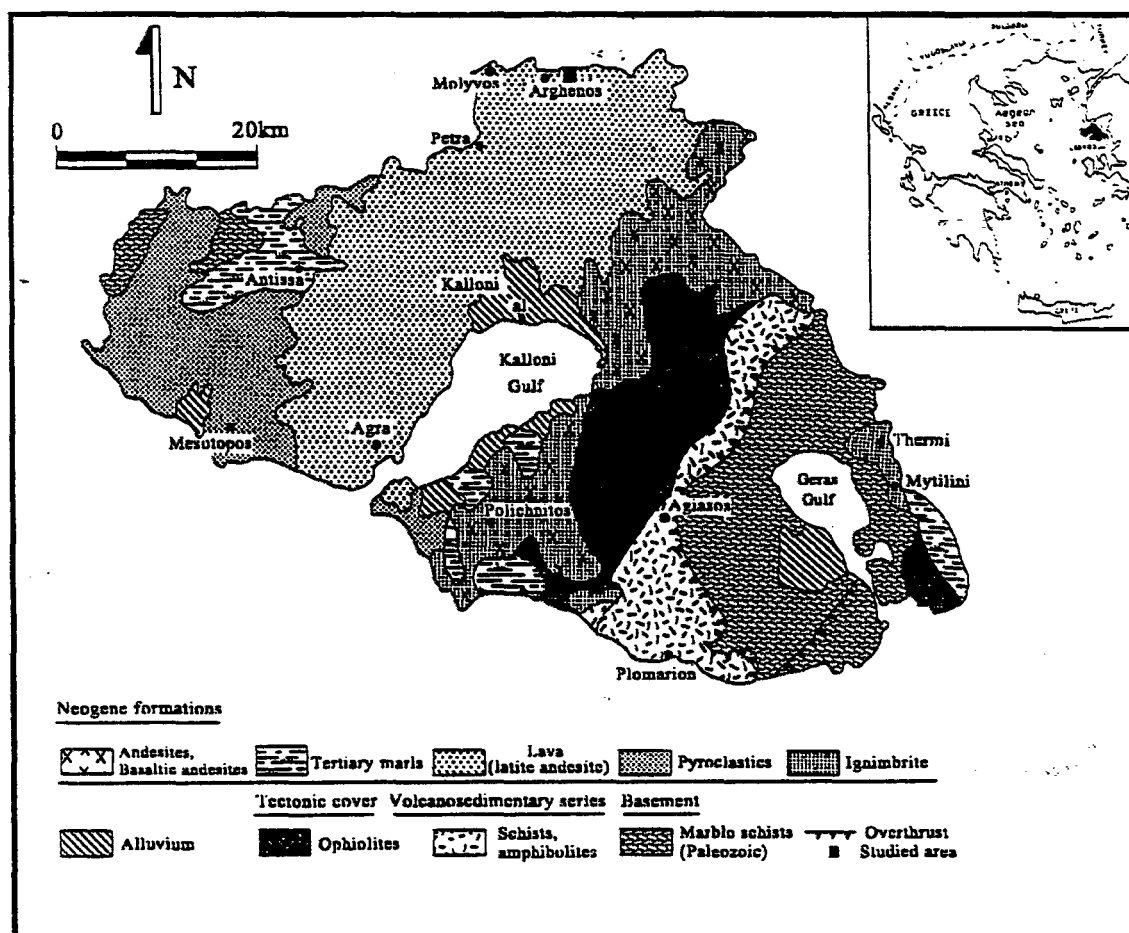 N
0 20km
Molyvos
Arghenos
Petra
Antissa
Kalloni
Kalloni
Gulf
Mesotopos
Agra
Polichnitos
Agiasos
Plomarion
Geras
Gulf
Thermi
Mytilini
GREECE
Aegean
sea
Neogene formations
Andesites,
Basaltic andesites
Tertiary marls
Lava
(latite andesite)
Pyroclastics
Ignimbrite
Tectonic cover Volcanosedimentary series Basement
Alluvium
Ophiolites
Schists,
amphibolites
Marblo schists
(Paleozoic)
Overthrust
Studied area